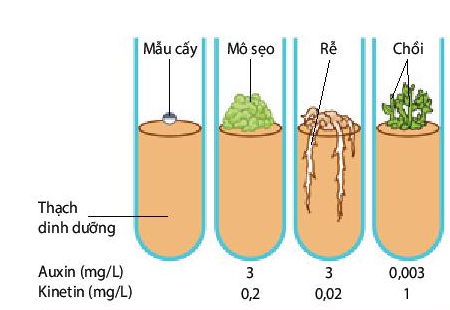 Mẫu cấy Mô sẹo Rễ Chồi
Thạch
dinh dưỡng
Auxin (mg/L) 3 3 0,003
Kinetin (mg/L) 0,2 0,02 1